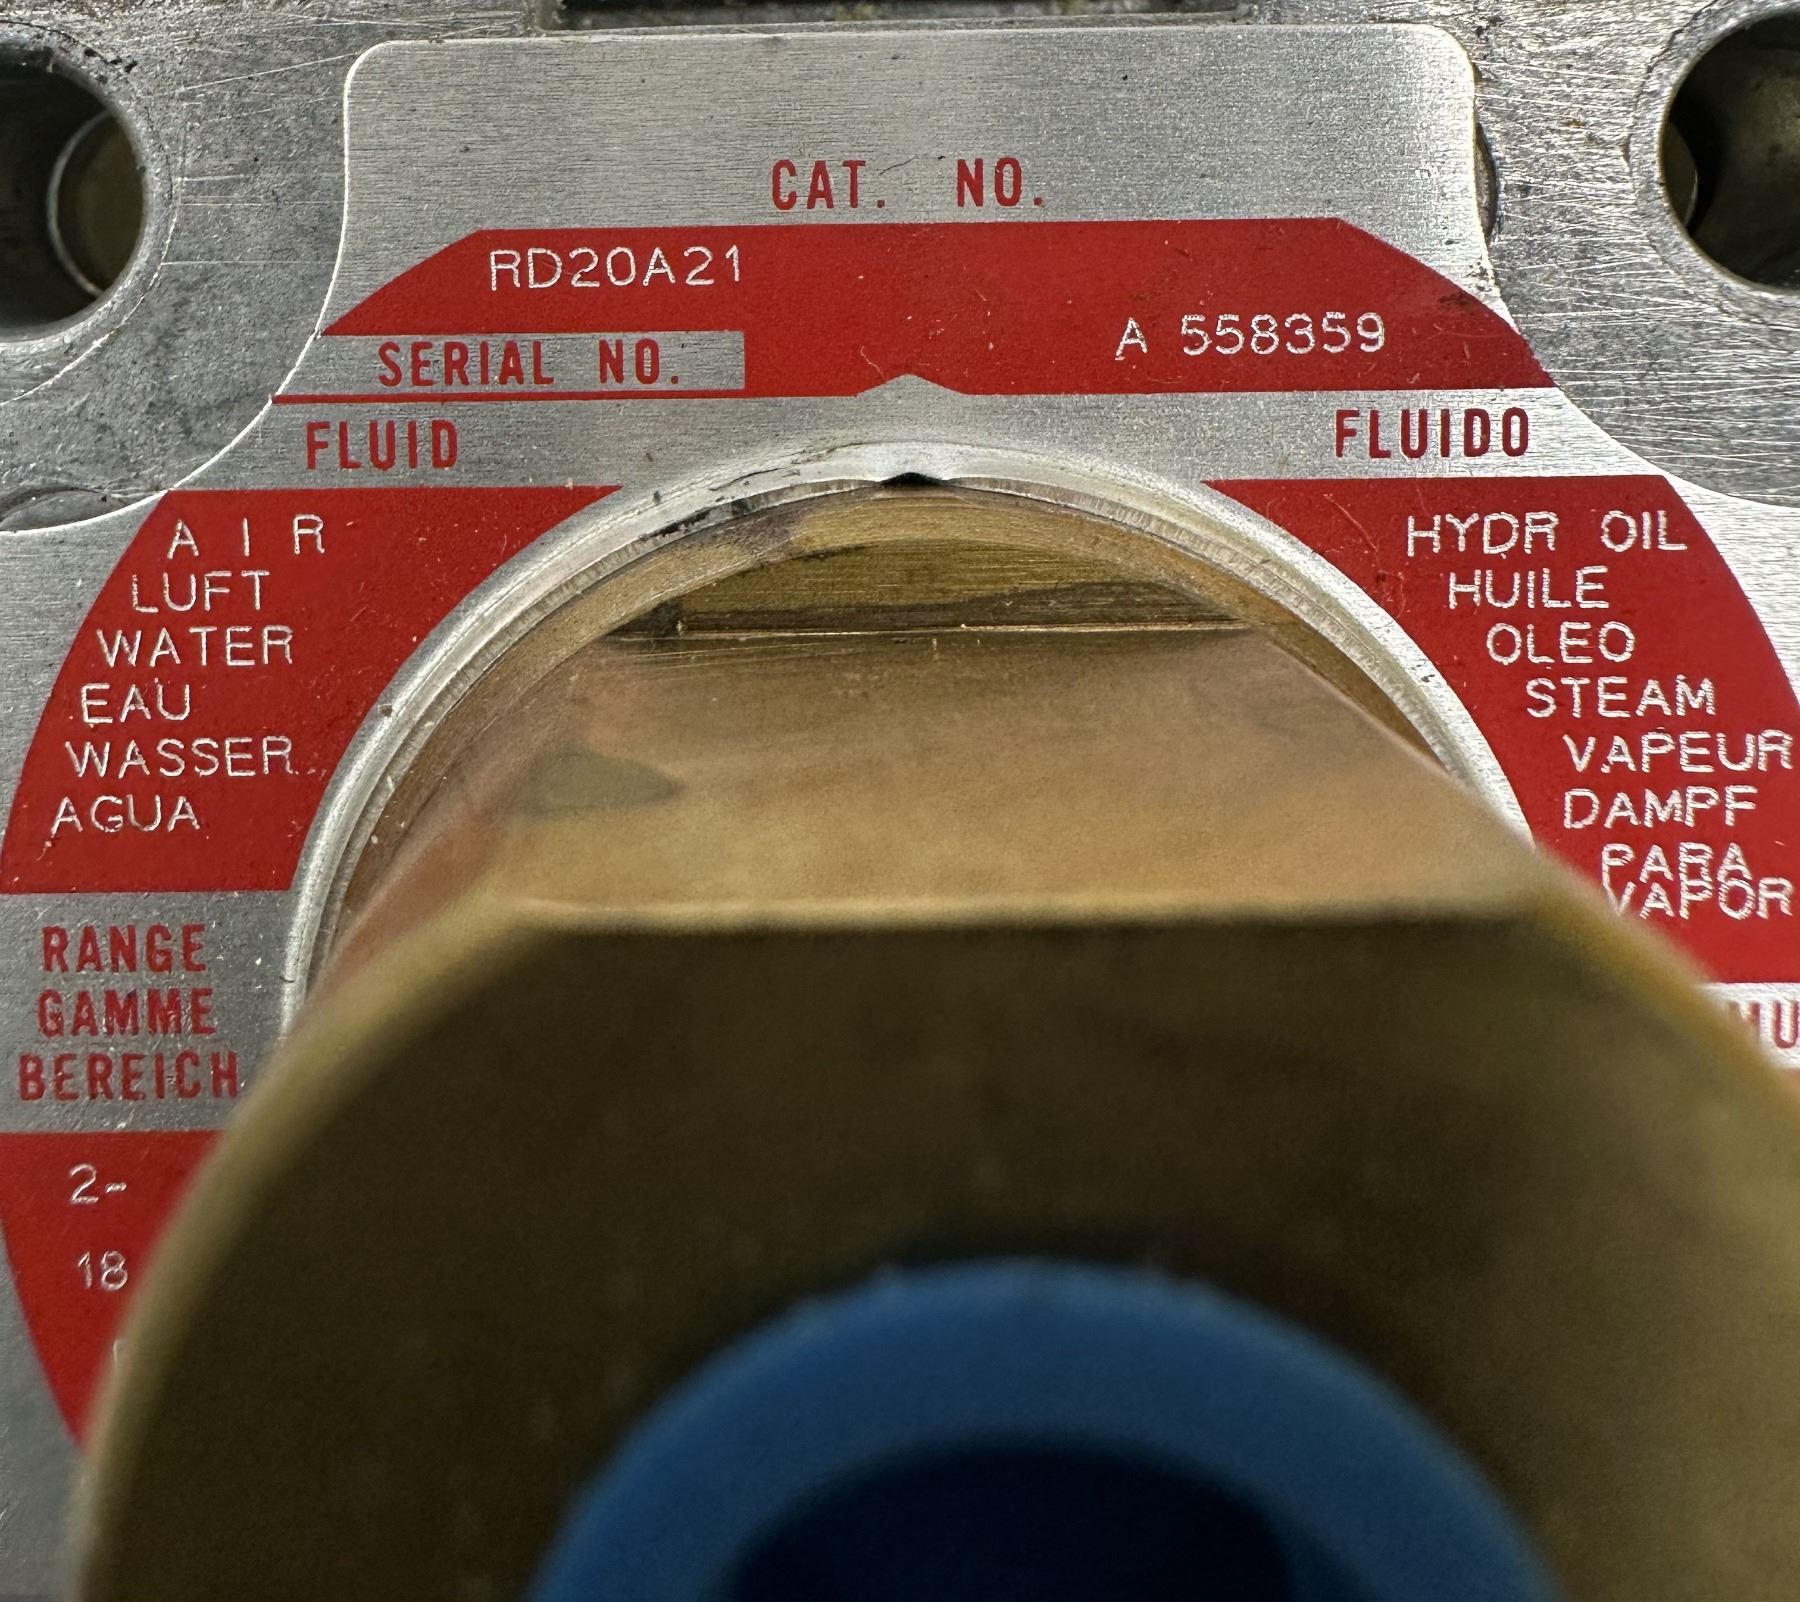 CAT. NO.
RD20A21
A 558359
SERIAL NO.
FLUID
FLUIDO
A I R
LUFT
WATER
EAU
WASSER
AGUA
HYDR OIL
HUILE
OLEO
STEAM
VAPEUR
DAMPF
PARA
VAPOR
RANGE
GAMME
BEREICH
2-
18